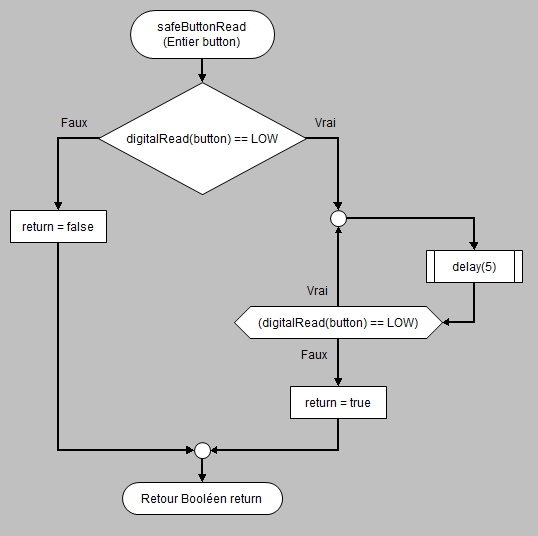 safeButtonRead
(Entier button)
Faux
Vrai
digitalRead(button) == LOW
return = false
delay(5)
Vrai
(digitalRead(button) == LOW)
Faux
return = true
Retour Booléen return